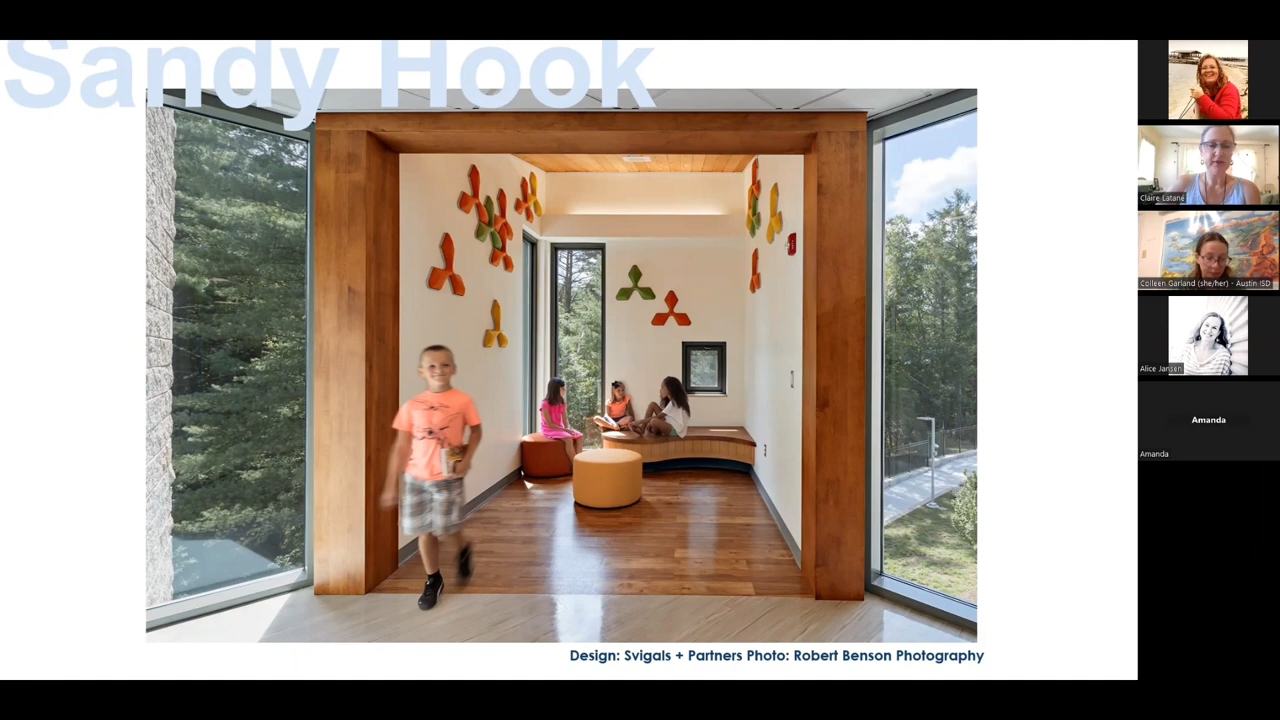 Sandy Hook
Design: Svigals + Partners Photo: Robert Benson Photography
Claire Latané
Colleen Garland (she/her) - Austin ISD
Alice Jansen
Amanda
Amanda